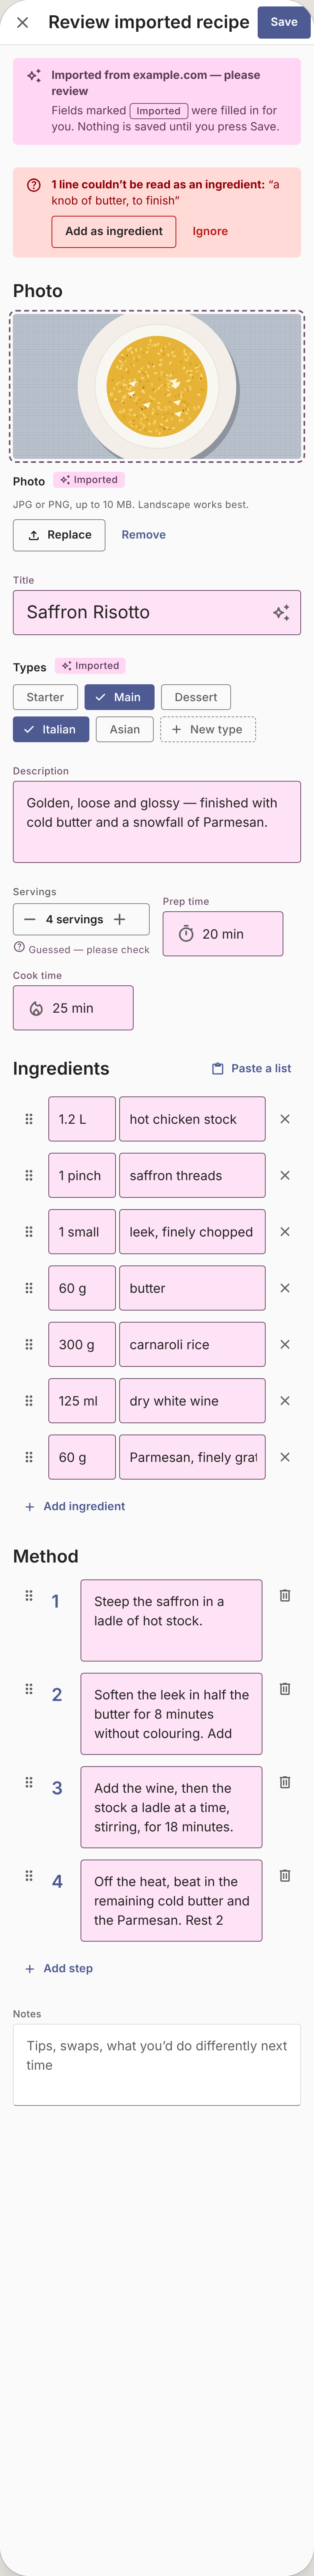 Review imported recipe
Save
Imported from example.com — please
review
Fields marked Imported were filled in for
you. Nothing is saved until you press Save.
1 line couldn’t be read as an ingredient: “a
knob of butter, to finish”
Add as ingredient
Ignore
Photo
Photo
Imported
JPG or PNG, up to 10 MB. Landscape works best.
Replace
Remove
Title
Saffron Risotto
Types
Imported
Starter
Main
Dessert
Italian
Asian
New type
Description
Golden, loose and glossy — finished with
cold butter and a snowfall of Parmesan.
Servings
4 servings
Guessed — please check
Prep time
20 min
Cook time
25 min
Ingredients
Paste a list
1.2 L
hot chicken stock
1 pinch
saffron threads
1 small
leek, finely chopped
60 g
butter
300 g
carnaroli rice
125 ml
dry white wine
60 g
Parmesan, finely grat
Add ingredient
Method
1
Steep the saffron in a
ladle of hot stock.
2
Soften the leek in half the
butter for 8 minutes
without colouring. Add
3
Add the wine, then the
stock a ladle at a time,
stirring, for 18 minutes.
4
Off the heat, beat in the
remaining cold butter and
the Parmesan. Rest 2
Add step
Notes
Tips, swaps, what you’d do differently next
time